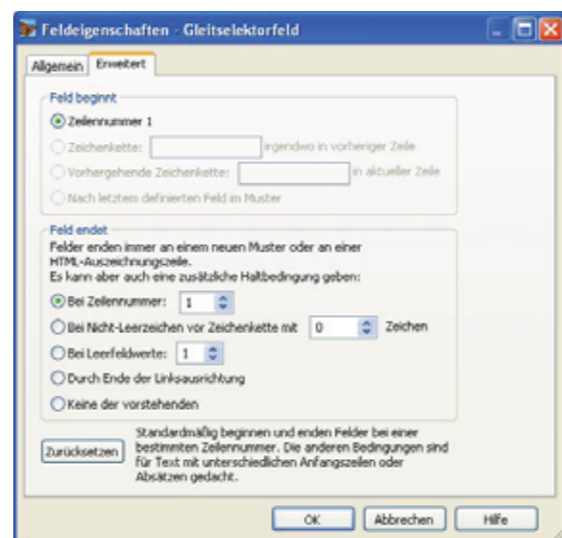 Feldeigenschaften - Gleitselektorfeld
Allgemein Erweitert
Feld beginnt
Zeilennummer 1
Zeichenkette: irgendwo in vorheriger Zeile
Vorhergehende Zeichenkette: in aktueller Zeile
Nach letztem definierten Feld in Muster
Feld endet
Felder enden immer an einem neuen Muster oder an einer
HTML-Auszeichnungszeile.
Es kann aber auch eine zusätzliche Haltbedingung geben:
Bei Zeilennummer: 1
Bei Nicht-Leerzeichen vor Zeichenkette mit 0 Zeichen
Bei Leerfeldwerte: 1
Durch Ende der Linksausrichtung
Keine der vorstehenden
Zurücksetzen
Standardmäßig beginnen und enden Felder bei einer
bestimmten Zeilennummer. Die anderen Bedingungen sind
für Text mit unterschiedlichen Anfangszeilen oder
Absätzen gedacht.
OK Abbrechen Hilfe